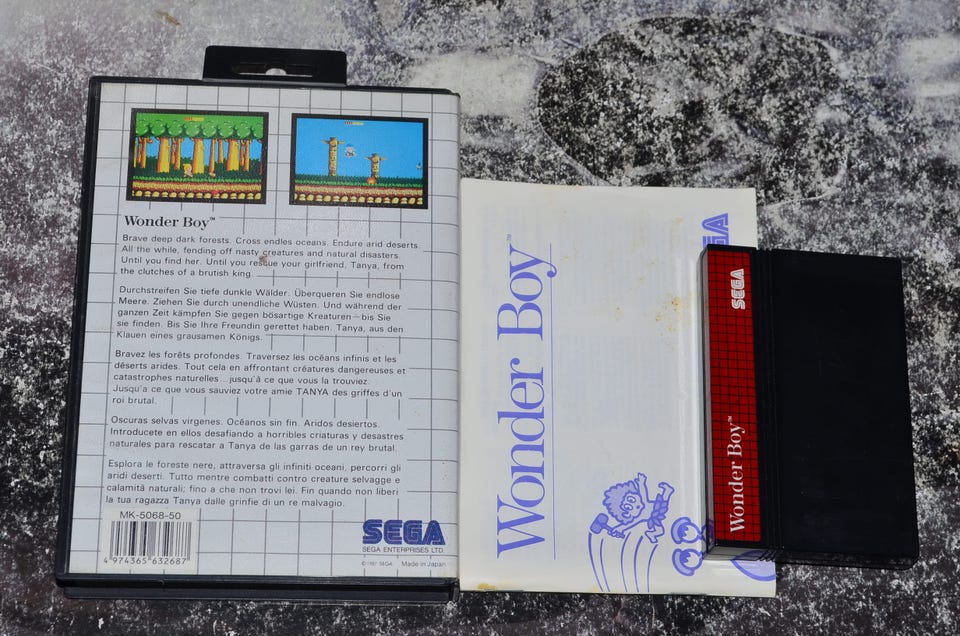 Wonder Boy™
Brave deep dark forests. Cross endles oceans. Endure arid deserts.
All the while, fending off nasty creatures and natural disasters.
Until you find her. Until you rescue your girlfriend, Tanya, from
the clutches of a brutish king.
Durchstreifen Sie tiefe dunkle Wälder. Überqueren Sie endlose
Meere. Ziehen Sie durch unendliche Wüsten. Und während der
ganzen Zeit kämpfen Sie gegen bösartige Kreaturen – bis Sie
sie finden. Bis Sie Ihre Freundin gerettet haben. Tanya, aus den
Klauen eines grausamen Königs.
Bravez les forêts profondes. Traversez les océans infinis et les
déserts arides. Tout cela en affrontant créatures dangereuses et
catastrophes naturelles... jusqu'à ce que vous la trouviez.
Jusqu'a ce que vous sauviez votre amie TANYA des griffes d'un
roi brutal.
Oscuras selvas virgenes. Océanos sin fin. Aridos desiertos.
Introducete en ellos desafiando a horribles criaturas y desastres
naturales para rescatar a Tanya de las garras de un rey brutal.
Esplora le foreste nere, attraversa gli infiniti oceani, percorri gli
aridi deserti. Tutto mentre combatti contro creature selvagge e
calamità naturali; fino a che non trovi lei. Fin quando non liberi
la tua ragazza Tanya dalle grinfie di un re malvagio.
MK-5068-50
4 974365 632687
SEGA
SEGA ENTERPRISES LTD.
© 1987 SEGA Made in Japan
Wonder Boy™
GA
Wonder Boy™
SEGA